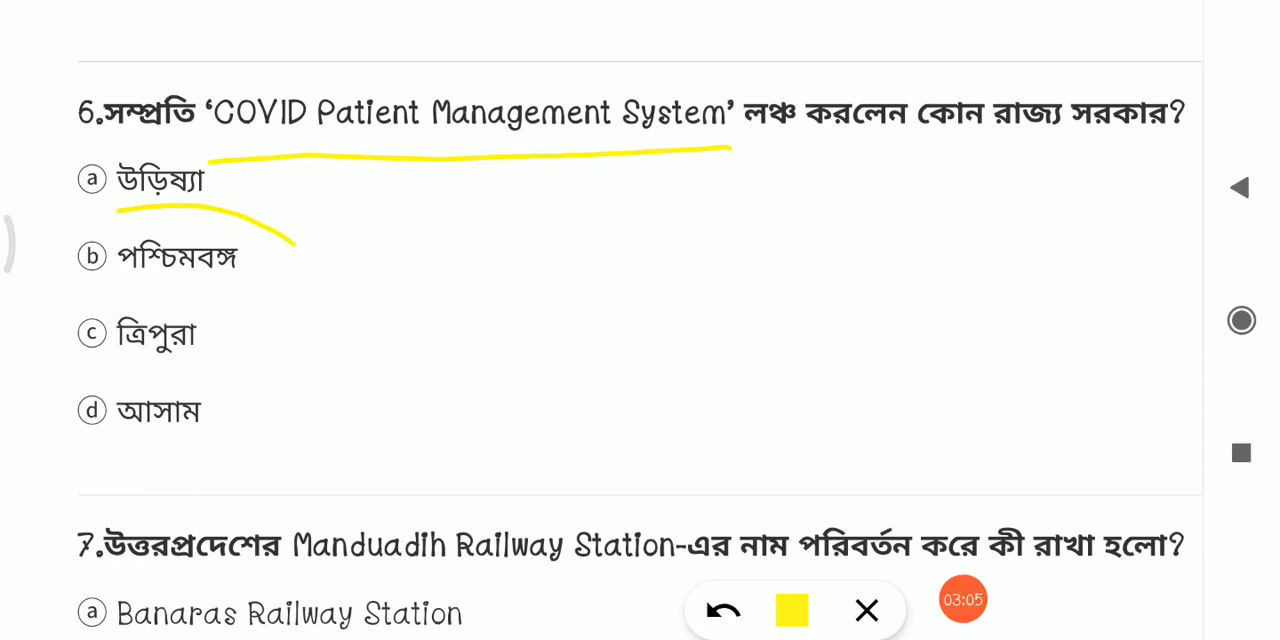 6.সম্প্রতি ‘COVID Patient Management System’ লঞ্চ করলেন কোন রাজ্য সরকার?
ⓐ উড়িষ্যা
ⓑ পশ্চিমবঙ্গ
ⓒ ত্রিপুরা
ⓓ আসাম
7.উত্তরপ্রদেশের Manduadih Railway Station-এর নাম পরিবর্তন করে কী রাখা হলো?
ⓐ Banaras Railway Station
03:05